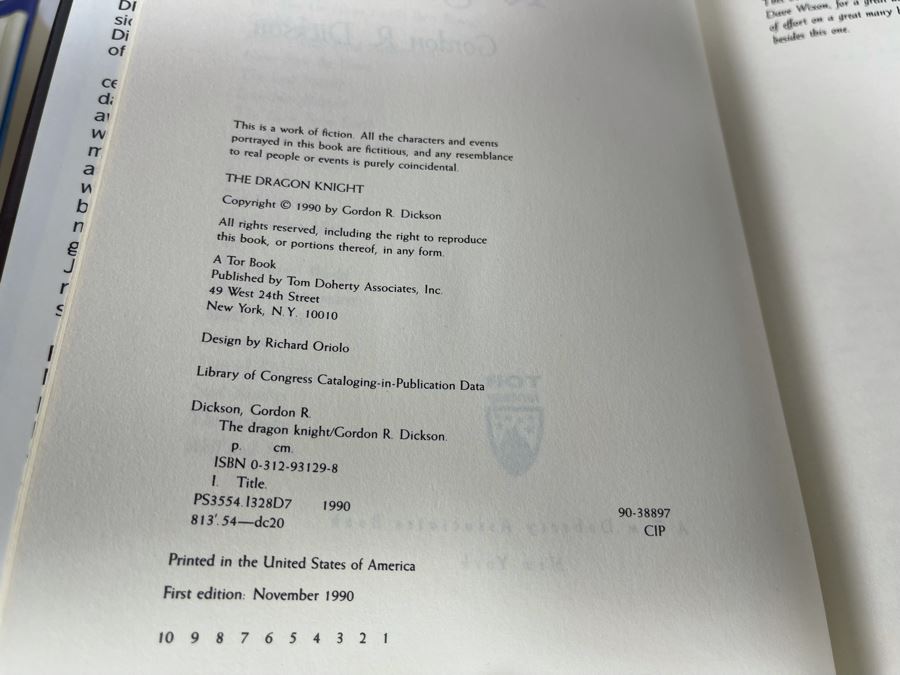 This is a work of fiction. All the characters and events
portrayed in this book are fictitious, and any resemblance
to real people or events is purely coincidental.
THE DRAGON KNIGHT
Copyright © 1990 by Gordon R. Dickson
All rights reserved, including the right to reproduce
this book, or portions thereof, in any form.
A Tor Book
Published by Tom Doherty Associates, Inc.
49 West 24th Street
New York, N.Y. 10010
Design by Richard Oriolo
Library of Congress Cataloging-in-Publication Data
Dickson, Gordon R.
The dragon knight/Gordon R. Dickson.
p. cm.
ISBN 0-312-93129-8
I. Title.
PS3554.I328D7 1990 90-38897
813'.54—dc20 CIP
Printed in the United States of America
First edition: November 1990
10 9 8 7 6 5 4 3 2 1
Dave Wixon, for a great
of effort on a great many
besides this one.